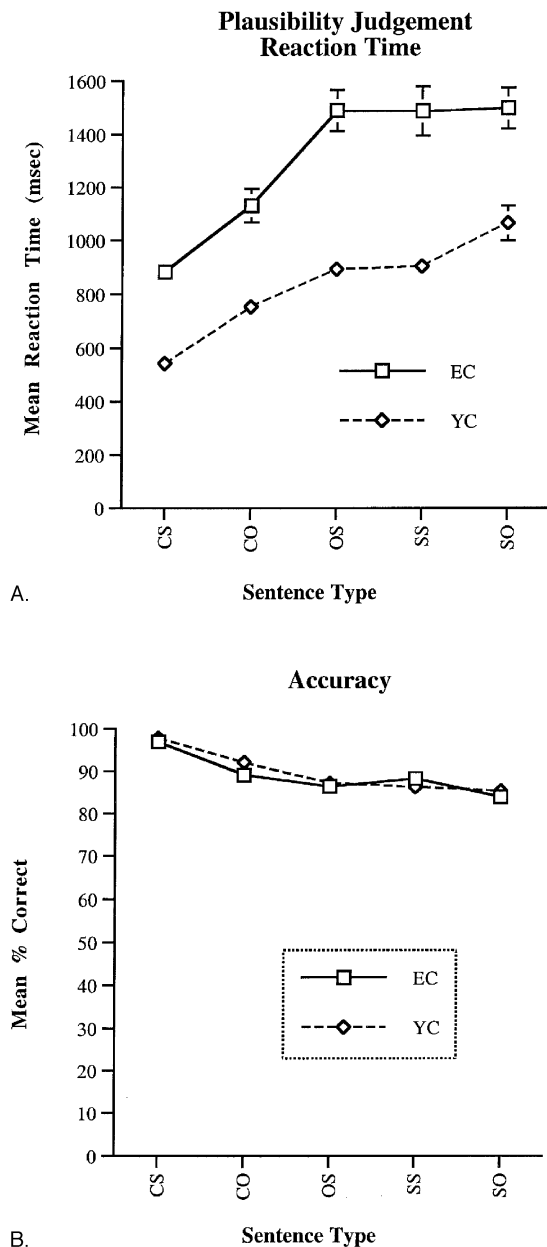 Plausibility Judgement
Reaction Time
Mean Reaction Time (msec)
1600
1400
1200
1000
800
600
400
200
0
EC
YC
CS
CO
OS
SS
SO
Sentence Type
A.
Accuracy
Mean % Correct
100
90
80
70
60
50
40
30
20
10
0
EC
YC
CS
CO
OS
SS
SO
Sentence Type
B.